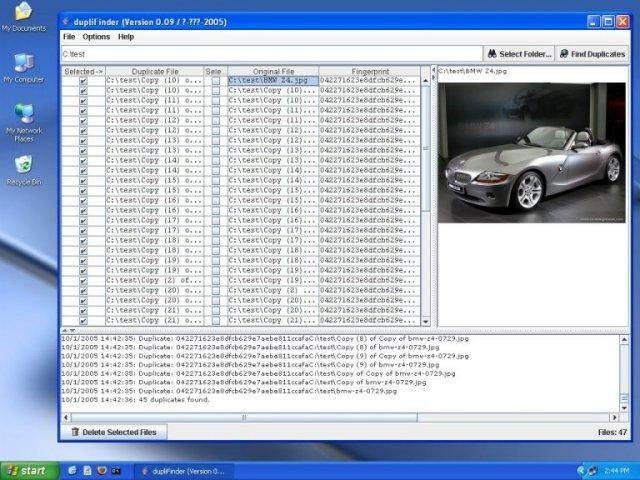 My Documents
My Computer
My Network Places
Recycle Bin
dupliFinder (Version 0.09 / ?-???-2005)
File Options Help
C:\test
Select Folder...
Find Duplicates
Selected -> Duplicate File Sele... Original File Fingerprint
C:\test\Copy (10) o... C:\test\BMW Z4.jpg 042271623e8dfcb629e...
C:\test\Copy (10) o... C:\test\Copy (10)... 042271623e8dfcb629e...
C:\test\Copy (11) o... C:\test\Copy (10)... 042271623e8dfcb629e...
C:\test\Copy (11) o... C:\test\Copy (11)... 042271623e8dfcb629e...
C:\test\Copy (12) o... C:\test\Copy (11)... 042271623e8dfcb629e...
C:\test\Copy (12) o... C:\test\Copy (12)... 042271623e8dfcb629e...
C:\test\Copy (13) o... C:\test\Copy (12)... 042271623e8dfcb629e...
C:\test\Copy (13) o... C:\test\Copy (13)... 042271623e8dfcb629e...
C:\test\Copy (14) o... C:\test\Copy (13)... 042271623e8dfcb629e...
C:\test\Copy (14) o... C:\test\Copy (14)... 042271623e8dfcb629e...
C:\test\Copy (15) o... C:\test\Copy (14)... 042271623e8dfcb629e...
C:\test\Copy (15) o... C:\test\Copy (15)... 042271623e8dfcb629e...
C:\test\Copy (16) o... C:\test\Copy (15)... 042271623e8dfcb629e...
C:\test\Copy (16) o... C:\test\Copy (16)... 042271623e8dfcb629e...
C:\test\Copy (17) o... C:\test\Copy (16)... 042271623e8dfcb629e...
C:\test\Copy (17) o... C:\test\Copy (17)... 042271623e8dfcb629e...
C:\test\Copy (18) o... C:\test\Copy (17)... 042271623e8dfcb629e...
C:\test\Copy (18) o... C:\test\Copy (18)... 042271623e8dfcb629e...
C:\test\Copy (19) o... C:\test\Copy (18)... 042271623e8dfcb629e...
C:\test\Copy (19) o... C:\test\Copy (19)... 042271623e8dfcb629e...
C:\test\Copy (2) of... C:\test\Copy (19)... 042271623e8dfcb629e...
C:\test\Copy (20) o... C:\test\Copy (2) ... 042271623e8dfcb629e...
C:\test\Copy (20) o... C:\test\Copy (20)... 042271623e8dfcb629e...
C:\test\Copy (21) o... C:\test\Copy (20)... 042271623e8dfcb629e...
C:\test\Copy (21) o... C:\test\Copy (21)... 042271623e8dfcb629e...
C:\test\BMW Z4.jpg
10/1/2005 14:42:35: Duplicate: 042271623e8dfcb629e7aebe811ccafaC:\test\Copy (8) of Copy of bmw-z4-0729.jpg
10/1/2005 14:42:35: Duplicate: 042271623e8dfcb629e7aebe811ccafaC:\test\Copy (9) of bmw-z4-0729.jpg
10/1/2005 14:42:35: Duplicate: 042271623e8dfcb629e7aebe811ccafaC:\test\Copy (9) of Copy of bmw-z4-0729.jpg
10/1/2005 14:42:35: Duplicate: 042271623e8dfcb629e7aebe811ccafaC:\test\Copy of Copy of bmw-z4-0729.jpg
10/1/2005 14:42:35: Duplicate: 042271623e8dfcb629e7aebe811ccafaC:\test\Copy of bmw-z4-0729.jpg
10/1/2005 14:42:35: Duplicate: 042271623e8dfcb629e7aebe811ccafaC:\test\bmw-z4-0729.jpg
10/1/2005 14:42:36: 45 duplicates found.
Delete Selected Files
Files: 47
start
dupliFinder (Version 0....
2:44 PM